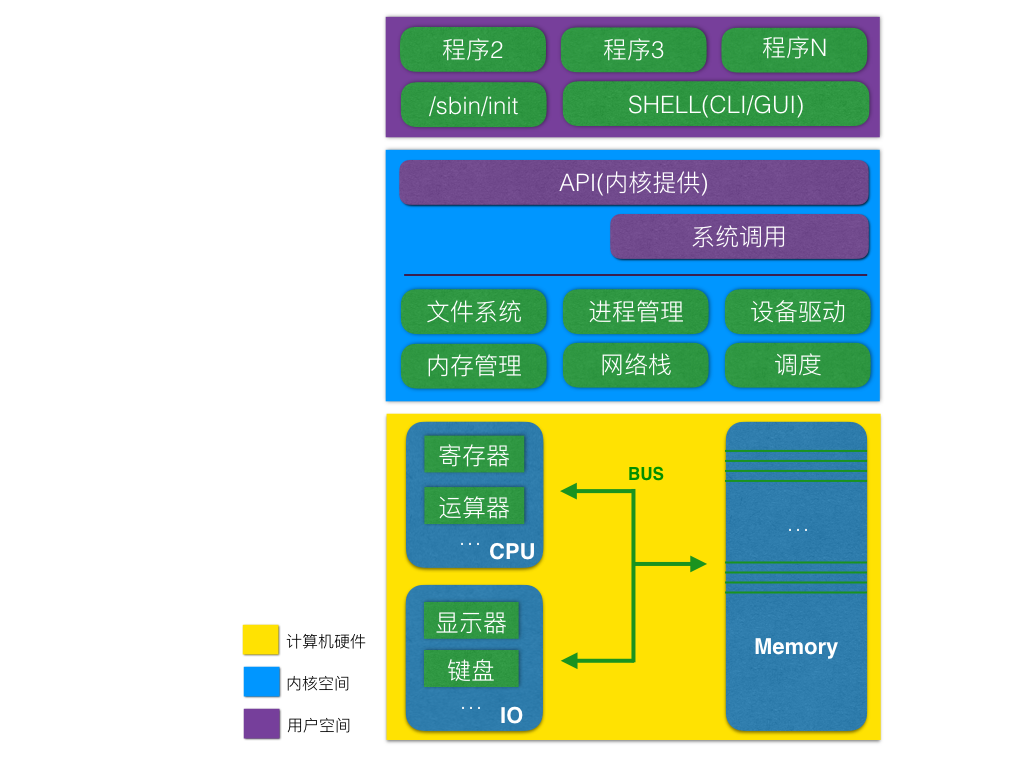 程序2
程序3
程序N
/sbin/init
SHELL(CLI/GUI)
API(内核提供)
系统调用
文件系统
进程管理
设备驱动
内存管理
网络栈
调度
寄存器
运算器
...
CPU
BUS
...
Memory
显示器
键盘
...
IO
计算机硬件
内核空间
用户空间